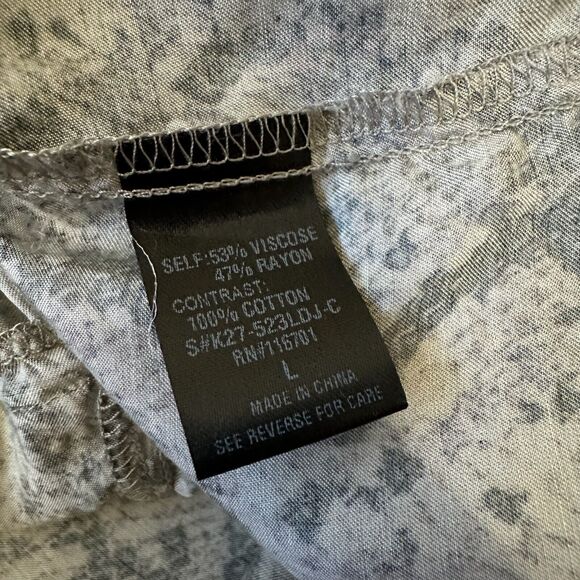 SELF: 53% VISCOSE
47% RAYON
CONTRAST:
100% COTTON
S#K27-523LDJ-C
RN#116701
L
MADE IN CHINA
SEE REVERSE FOR CARE